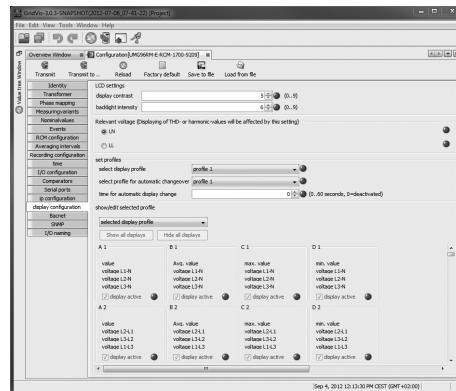 GridVis-3.0.3-SNAPSHOT(2012-07-06_07-41-22) [Project]
File Edit View Tools Window Help
Overview Window Configuration[UMG96RM-E-RCM-1700-9209]
Value tree Window
Transmit Transmit to ... Reload Factory default Save to file Load from file
Identity
Transformer
Phase mapping
Measuringvariants
Nominalvalues
Events
RCM configuration
Averaging intervals
Recording configuration
time
I/O configuration
Comparators
Serial ports
ip configuration
display configuration
Bacnet
SNMP
I/O naming
LCD settings
display contrast 5 (0..9)
backlight intensity 6 (0..9)
Relevant voltage (Displaying of THD- or harmonic-values will be affected by this setting)
LN
LL
set profiles
select display profile profile 1
select profile for automatic changeover profile 1
time for automatic display change 0 (0..60 seconds, 0=deactivated)
show/edit selected profile
selected display profile
Show all displays Hide all displays
A 1 B 1 C 1 D 1
value Avg. value max. value min. value
voltage L1-N voltage L1-N voltage L1-N voltage L1-N
voltage L2-N voltage L2-N voltage L2-N voltage L2-N
voltage L3-N voltage L3-N voltage L3-N voltage L3-N
display active display active display active display active
A 2 B 2 C 2 D 2
value Avg. value max. value min. value
voltage L2-L1 voltage L2-L1 voltage L2-L1 voltage L2-L1
voltage L3-L2 voltage L3-L2 voltage L3-L2 voltage L3-L2
voltage L1-L3 voltage L1-L3 voltage L1-L3 voltage L1-L3
display active display active display active display active
Sep 4, 2012 12:13:30 PM CEST (GMT+02:00)